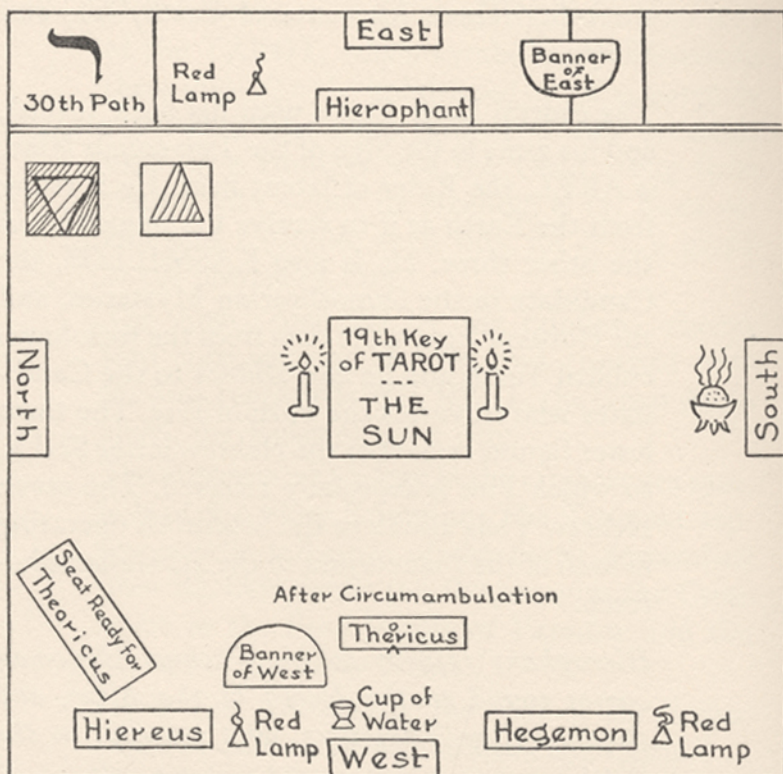 ר
30th Path
Red
Lamp
East
Hierophant
Banner
of
East
North
19th Key
of TAROT
---
THE
SUN
South
Seat Ready for
Theoricus
After Circumambulation
Theoricus
Banner
of West
Hiereus
Red
Lamp
Cup of
Water
West
Hegemon
Red
Lamp